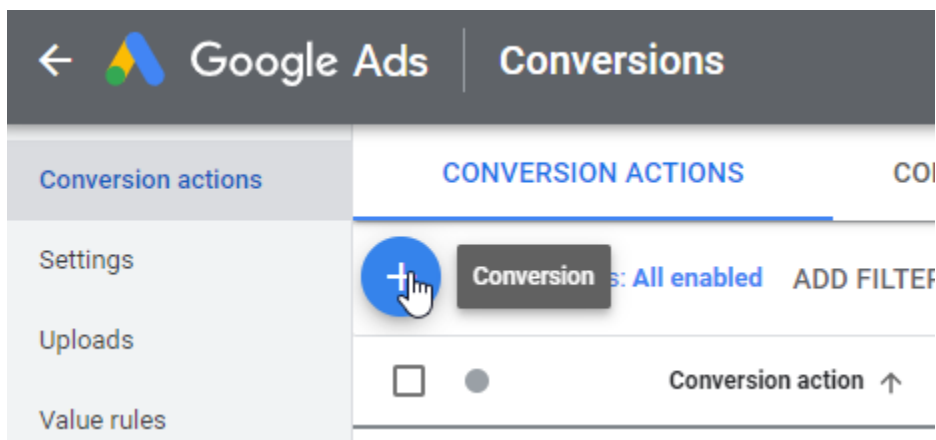 Google Ads Conversions
Conversion actions
Settings
Uploads
Value rules
CONVERSION ACTIONS
Conversion s: All enabled ADD FILTER
Conversion action